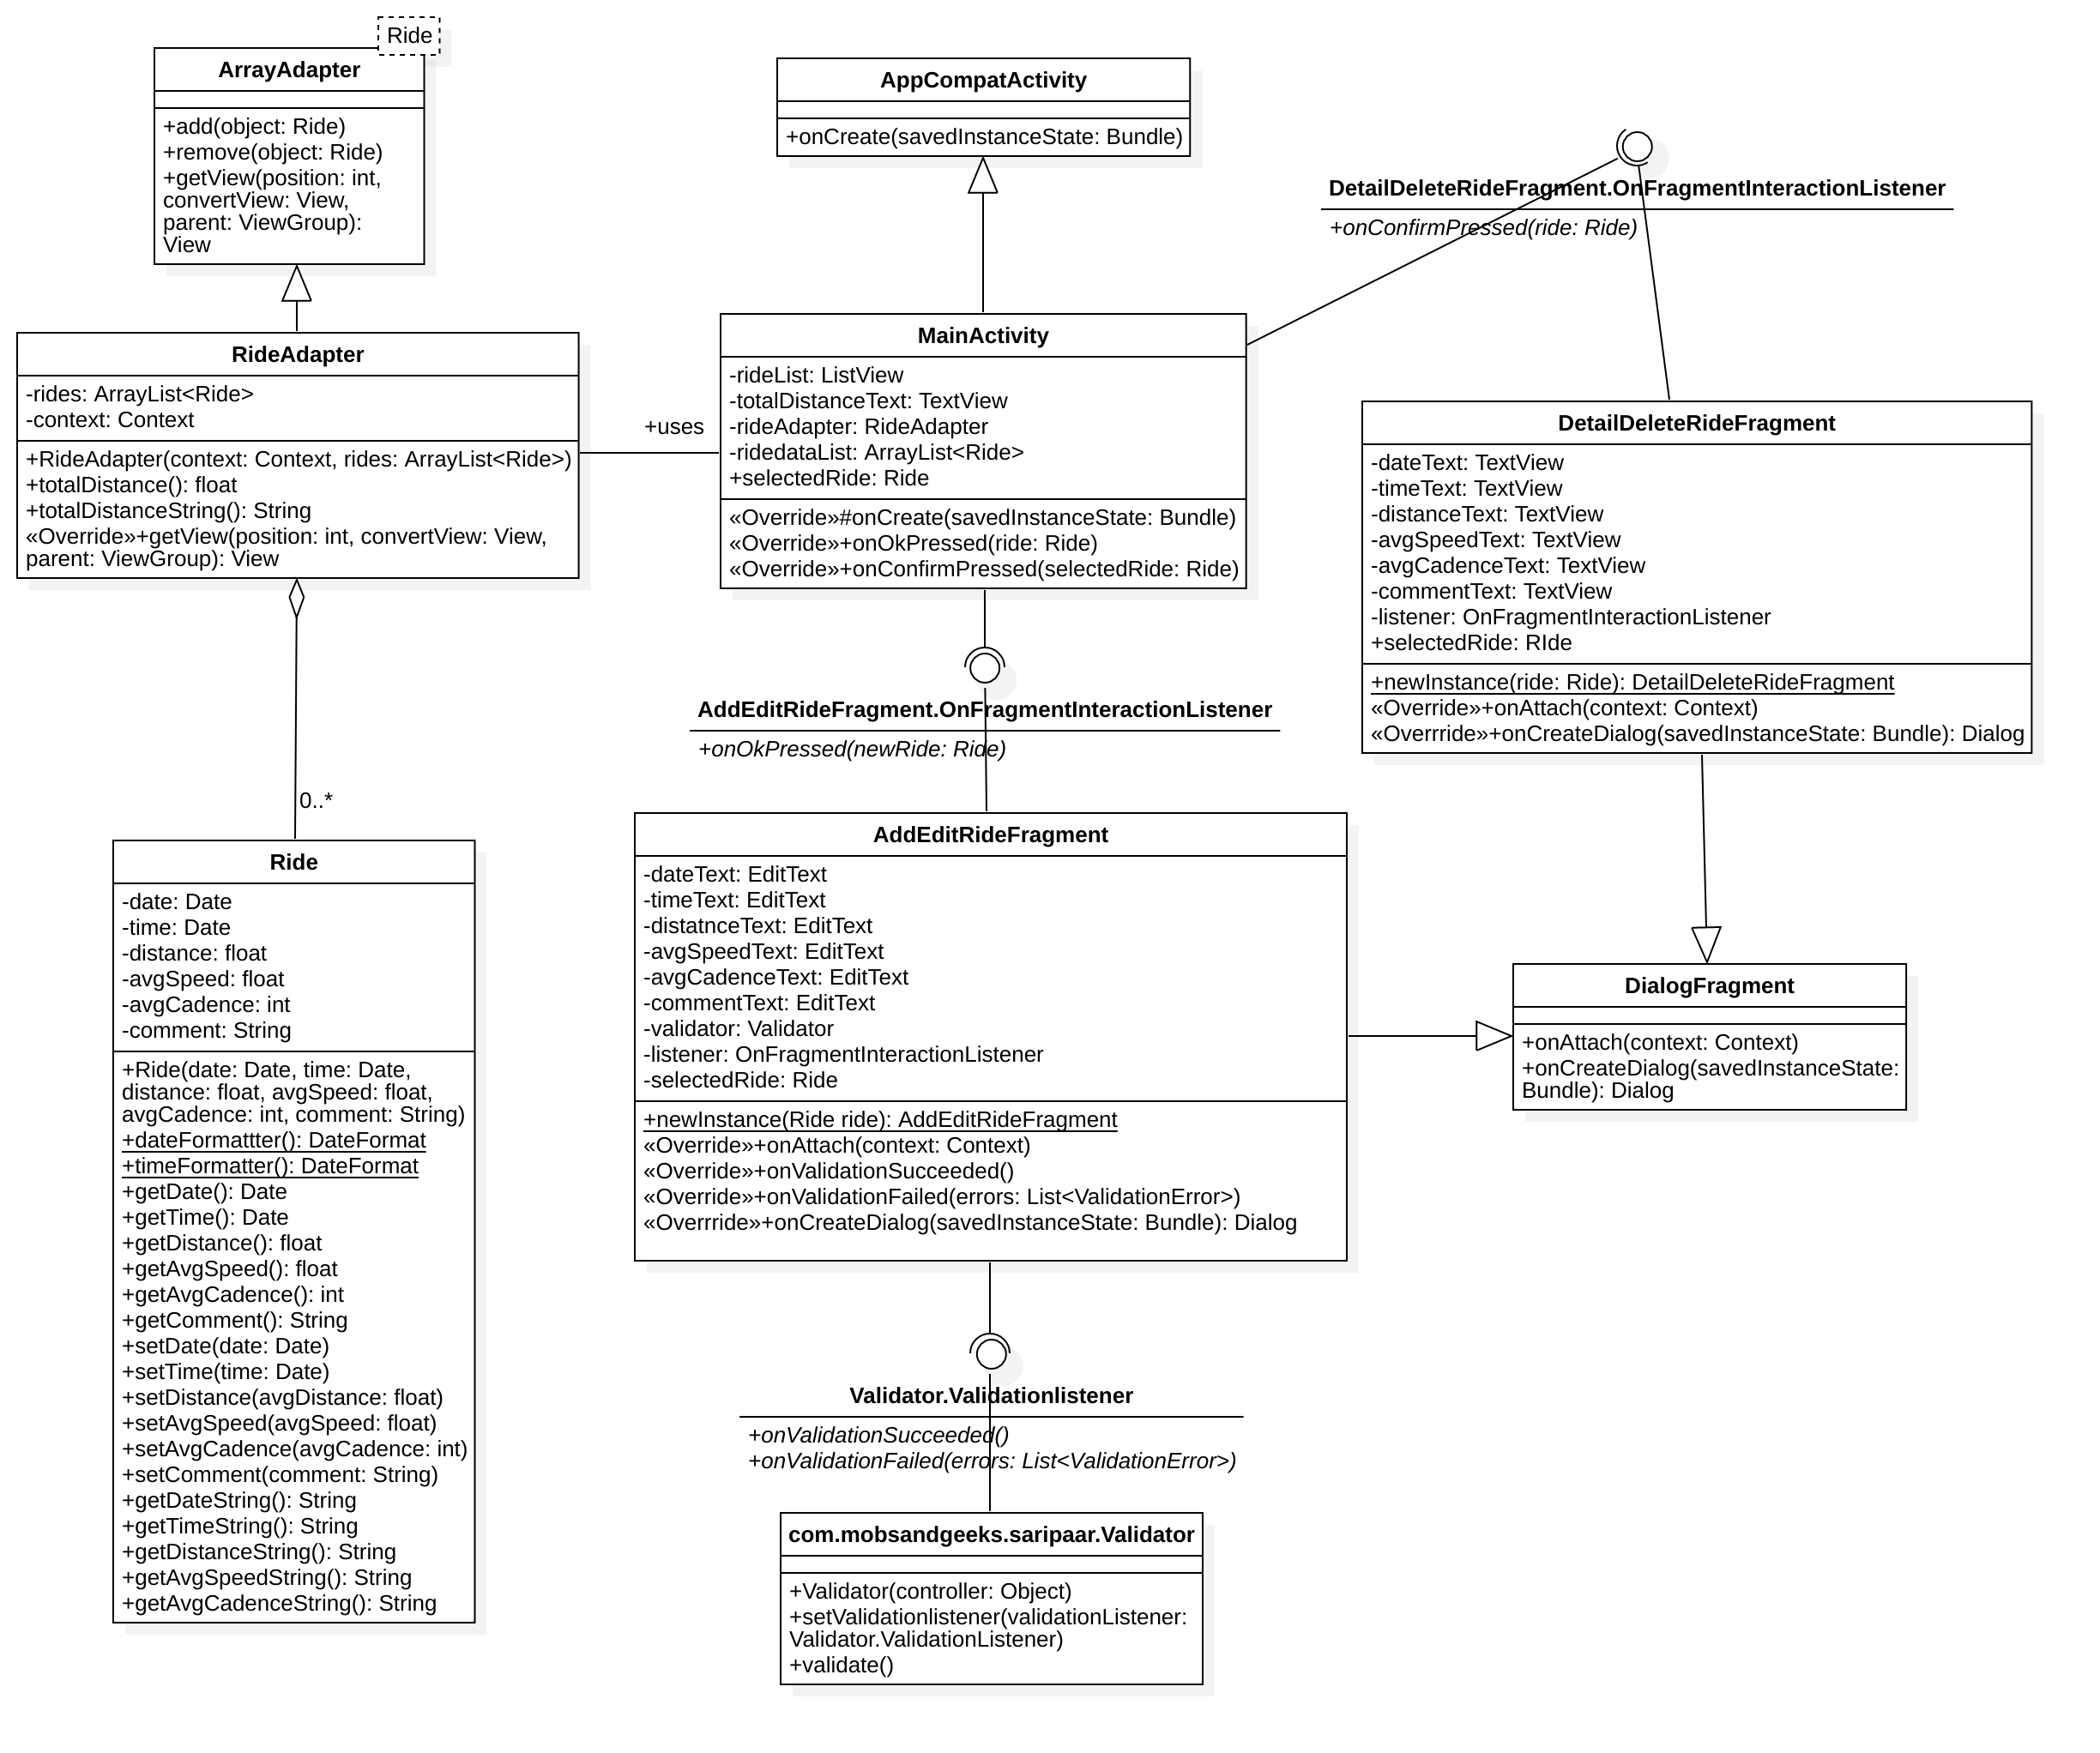 Ride
ArrayAdapter
+add(object: Ride)
+remove(object: Ride)
+getView(position: int,
convertView: View,
parent: ViewGroup):
View
AppCompatActivity
+onCreate(savedInstanceState: Bundle)
DetailDeleteRideFragment.OnFragmentInteractionListener
+onConfirmPressed(ride: Ride)
RideAdapter
-rides: ArrayList<Ride>
-context: Context
+RideAdapter(context: Context, rides: ArrayList<Ride>)
+totalDistance(): float
+totalDistanceString(): String
«Override»+getView(position: int, convertView: View,
parent: ViewGroup): View
+uses
MainActivity
-rideList: ListView
-totalDistanceText: TextView
-rideAdapter: RideAdapter
-ridedataList: ArrayList<Ride>
+selectedRide: Ride
«Override»#onCreate(savedInstanceState: Bundle)
«Override»+onOkPressed(ride: Ride)
«Override»+onConfirmPressed(selectedRide: Ride)
DetailDeleteRideFragment
-dateText: TextView
-timeText: TextView
-distanceText: TextView
-avgSpeedText: TextView
-avgCadenceText: TextView
-commentText: TextView
-listener: OnFragmentInteractionListener
+selectedRide: RIde
+newInstance(ride: Ride): DetailDeleteRideFragment
«Override»+onAttach(context: Context)
«Overrride»+onCreateDialog(savedInstanceState: Bundle): Dialog
AddEditRideFragment.OnFragmentInteractionListener
+onOkPressed(newRide: Ride)
0..*
Ride
-date: Date
-time: Date
-distance: float
-avgSpeed: float
-avgCadence: int
-comment: String
+Ride(date: Date, time: Date,
distance: float, avgSpeed: float,
avgCadence: int, comment: String)
+dateFormattter(): DateFormat
+timeFormatter(): DateFormat
+getDate(): Date
+getTime(): Date
+getDistance(): float
+getAvgSpeed(): float
+getAvgCadence(): int
+getComment(): String
+setDate(date: Date)
+setTime(time: Date)
+setDistance(avgDistance: float)
+setAvgSpeed(avgSpeed: float)
+setAvgCadence(avgCadence: int)
+setComment(comment: String)
+getDateString(): String
+getTimeString(): String
+getDistanceString(): String
+getAvgSpeedString(): String
+getAvgCadenceString(): String
AddEditRideFragment
-dateText: EditText
-timeText: EditText
-distatnceText: EditText
-avgSpeedText: EditText
-avgCadenceText: EditText
-commentText: EditText
-validator: Validator
-listener: OnFragmentInteractionListener
-selectedRide: Ride
+newInstance(Ride ride): AddEditRideFragment
«Override»+onAttach(context: Context)
«Override»+onValidationSucceeded()
«Override»+onValidationFailed(errors: List<ValidationError>)
«Overrride»+onCreateDialog(savedInstanceState: Bundle): Dialog
DialogFragment
+onAttach(context: Context)
+onCreateDialog(savedInstanceState:
Bundle): Dialog
Validator.Validationlistener
+onValidationSucceeded()
+onValidationFailed(errors: List<ValidationError>)
com.mobsandgeeks.saripaar.Validator
+Validator(controller: Object)
+setValidationlistener(validationListener:
Validator.ValidationListener)
+validate()